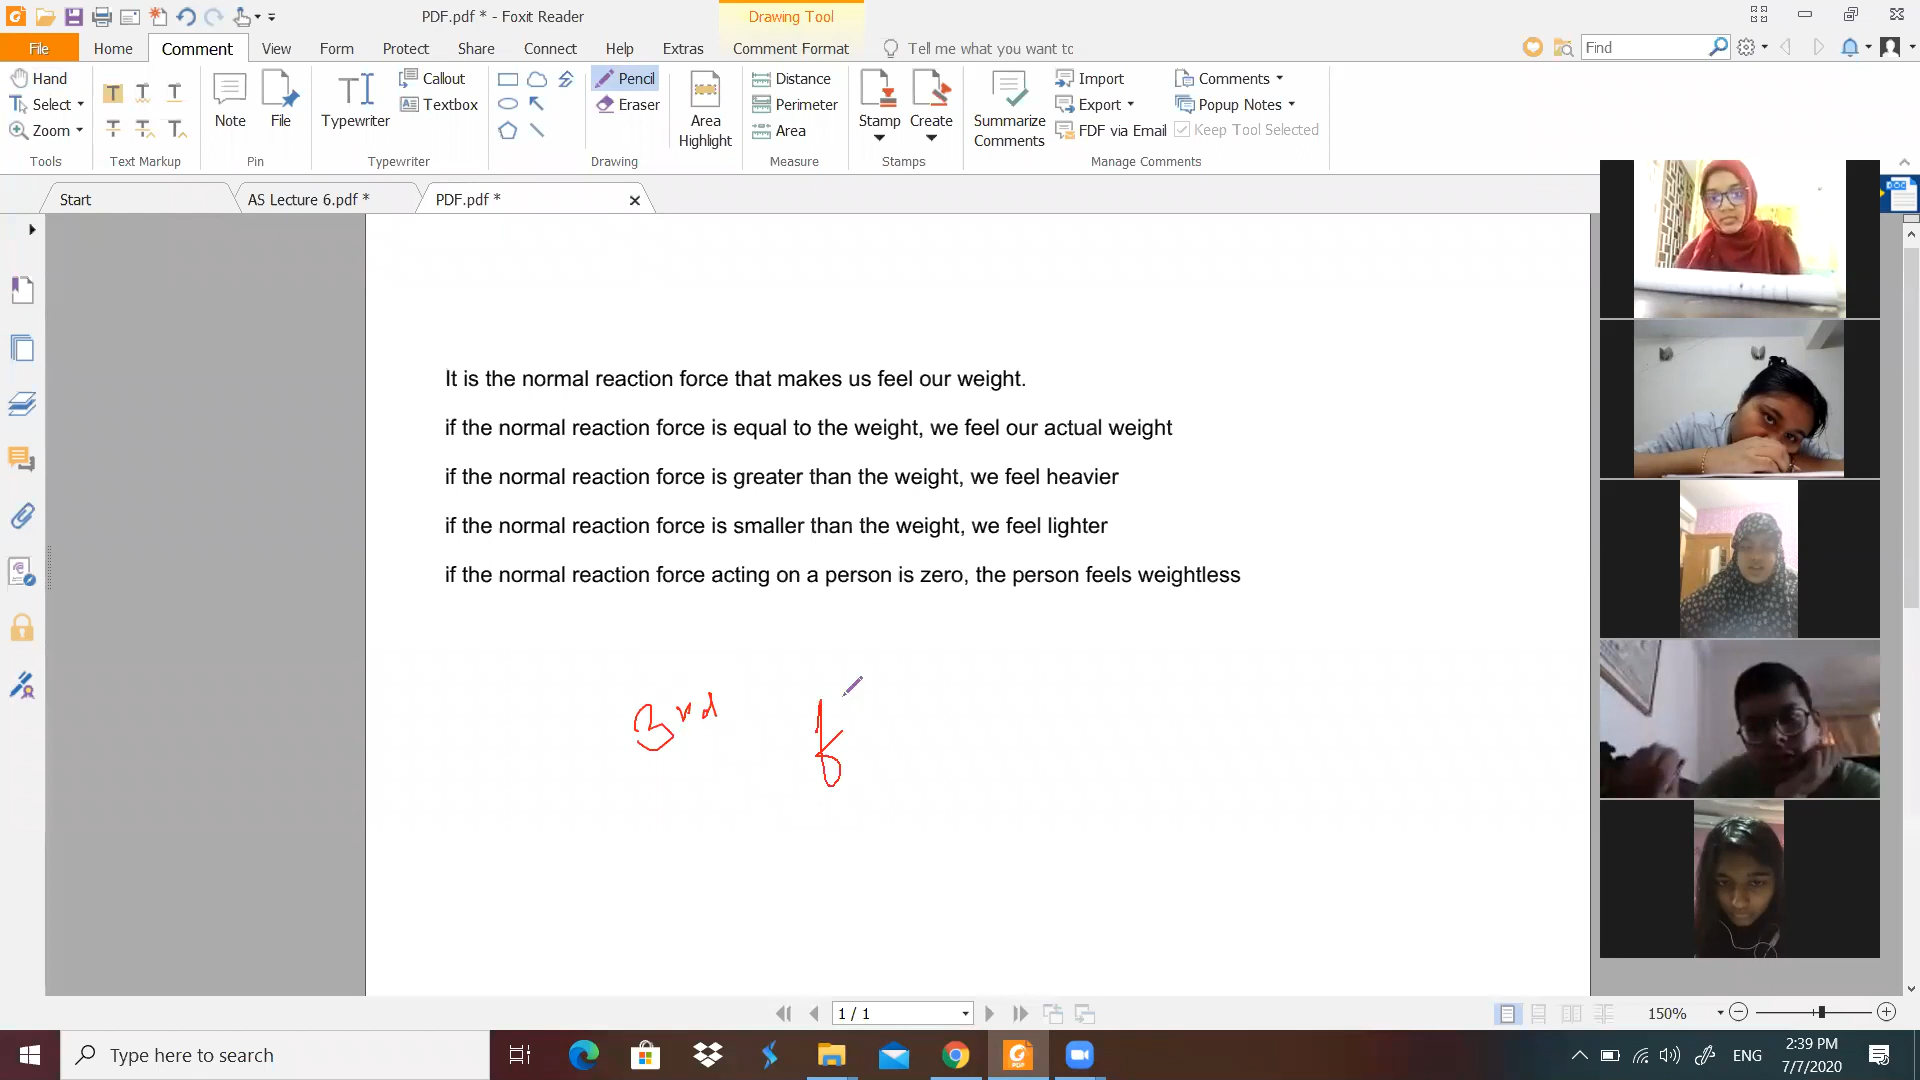 PDF.pdf * - Foxit Reader
Drawing Tool
File Home Comment View Form Protect Share Connect Help Extras Comment Format Tell me what you want to Find
Hand
Select
Zoom
Tools
Text Markup
Note
File
Pin
Typewriter
Callout
Textbox
Typewriter
Pencil
Eraser
Drawing
Area
Highlight
Distance
Perimeter
Area
Measure
Stamp
Create
Stamps
Summarize
Comments
Import
Export
FDF via Email
Comments
Popup Notes
Keep Tool Selected
Manage Comments
Start
AS Lecture 6.pdf *
PDF.pdf *
DOC
It is the normal reaction force that makes us feel our weight.
if the normal reaction force is equal to the weight, we feel our actual weight
if the normal reaction force is greater than the weight, we feel heavier
if the normal reaction force is smaller than the weight, we feel lighter
if the normal reaction force acting on a person is zero, the person feels weightless
3rd
1 / 1
150%
Type here to search
PDF
ENG
2:39 PM
7/7/2020